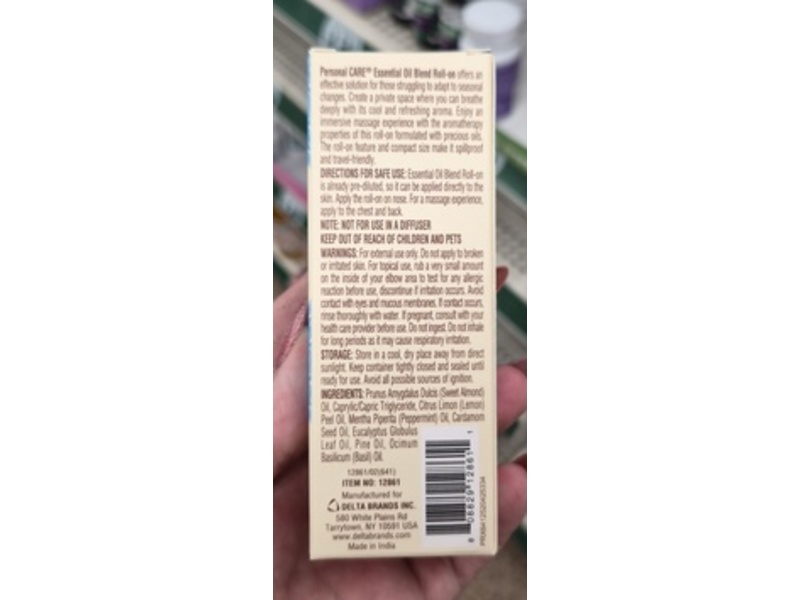 Personal CARE™ Essential Oil Blend Roll-on offers an
effective solution for those struggling to adapt to seasonal
changes. Create a private space where you can breathe
deeply with its cool and refreshing aroma. Enjoy an
immersive massage experience with the aromatherapy
properties of this roll-on formulated with precious oils.
The roll-on feature and compact size make it spillproof
and travel-friendly.
DIRECTIONS FOR SAFE USE: Essential Oil Blend Roll-on
is already pre-diluted, so it can be applied directly to the
skin. Apply the roll-on on nose. For a massage experience,
apply to the chest and back.
NOTE: NOT FOR USE IN A DIFFUSER
KEEP OUT OF REACH OF CHILDREN AND PETS
WARNINGS: For external use only. Do not apply to broken
or irritated skin. For topical use, rub a very small amount
on the inside of your elbow area to test for any allergic
reaction before use, discontinue if irritation occurs. Avoid
contact with eyes and mucous membranes. If contact occurs,
rinse thoroughly with water. If pregnant, consult with your
health care provider before use. Do not ingest. Do not inhale
for long periods as it may cause respiratory irritation.
STORAGE: Store in a cool, dry place away from direct
sunlight. Keep container tightly closed and sealed until
ready for use. Avoid all possible sources of ignition.
INGREDIENTS: Prunus Amygdalus Dulcis (Sweet Almond)
Oil, Caprylic/Capric Triglyceride, Citrus Limon (Lemon)
Peel Oil, Mentha Piperita (Peppermint) Oil, Cardamom
Seed Oil, Eucalyptus Globulus
Leaf Oil, Pine Oil, Ocimum
Basilicum (Basil) Oil.
12861/02(641)
ITEM NO: 12861
Manufactured for
DELTA BRANDS INC.
580 White Plains Rd
Tarrytown, NY 10591 USA
www.deltabrands.com
Made in India
8 08829 12861 1